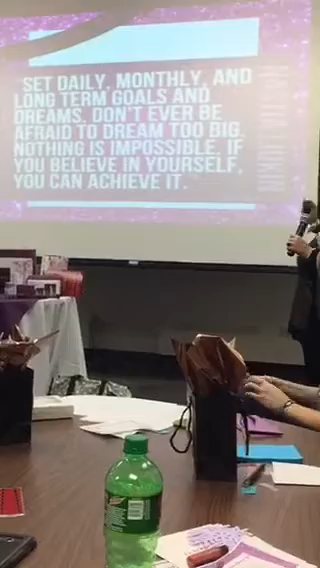 SET DAILY, MONTHLY, AND
LONG TERM GOALS AND
DREAMS. DON'T EVER BE
AFRAID TO DREAM TOO BIG.
NOTHING IS IMPOSSIBLE. IF
YOU BELIEVE IN YOURSELF,
YOU CAN ACHIEVE IT.